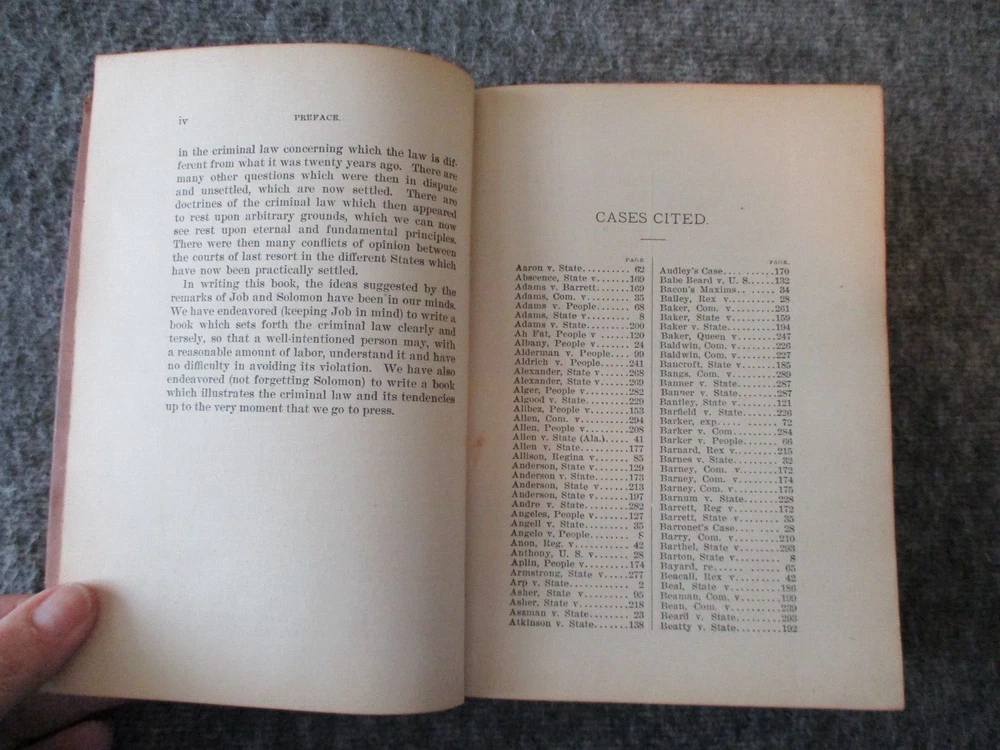 iv PREFACE.
in the criminal law concerning which the law is dif-
ferent from what it was twenty years ago. There are
many other questions which were then in dispute
and unsettled, which are now settled. There are
doctrines of the criminal law which then appeared
to rest upon arbitrary grounds, which we can now
see rest upon eternal and fundamental principles.
There were then many conflicts of opinion between
the courts of last resort in the different States which
have now been practically settled.
In writing this book, the ideas suggested by the
remarks of Job and Solomon have been in our minds.
We have endeavored (keeping Job in mind) to write a
book which sets forth the criminal law clearly and
tersely, so that a well-intentioned person may, with
a reasonable amount of labor, understand it and have
no difficulty in avoiding its violation. We have also
endeavored (not forgetting Solomon) to write a book
which illustrates the criminal law and its tendencies
up to the very moment that we go to press.
CASES CITED.
PAGE
Aaron v. State.......... 62
Abscence, State v.......169
Adams v. Barrett........169
Adams, Com. v........... 35
Adams v. People......... 68
Adams, State v.......... 8
Adams v. State..........200
Ah Fat, People v .......120
Albany, People v ....... 24
Alderman v. People.... 99
Aldrich v. People.......241
Alexander, State v......268
Alexander, State v......269
Alger, People v.........282
Algood v. State.........229
Alibez, People v........153
Allen, Com. v...........294
Allen, People v.........208
Allen v. State (Ala.).... 41
Allen v. State..........177
Allison, Regina v....... 85
Anderson, State v.......129
Anderson v. State.......173
Anderson, State v.......213
Anderson, State v.......197
Andre v. State..........282
Angeles, People v.......127
Angell v. State......... 35
Angelo v. People........ 8
Anon, Reg. v............ 42
Anthony, U. S. v........ 28
Aplin, People v.........174
Armstrong, State v......277
Arp v. State............ 2
Asher, State v.......... 95
Asher, State v..........218
Aszman v. State......... 23
Atkinson v. State.......138
PAGE.
Audley's Case...........170
Babe Beard v. U. S......132
Bacon's Maxims.. ...... 34
Bailey, Rex v........... 28
Baker, Com. v...........261
Baker, State v..........159
Baker v. State..........194
Baker, Queen v..........247
Baldwin, Com. v.........226
Baldwin, Com. v.........227
Bancroft, State v.......185
Bangs, Com. v...........289
Banner v. State.........287
Banner v. State.........287
Bantley, State v........121
Barfield v. State.......226
Barker, exp..... ...... 72
Barker v. Com...........284
Barker v. People........ 66
Barnard, Rex v..........215
Barnes v. State......... 32
Barney, Com. v..........172
Barney, Com. v..........174
Barney, Com. v..........175
Barnum v. State.........228
Barrett, Reg v..........172
Barrett, State v........ 35
Barronet's Case......... 28
Barry, Com. v...........210
Barthel, State v........293
Barton, State v......... 8
Bayard, re.............. 65
Beacall, Rex v.......... 42
Beal, State v...........186
Beaman, Com. v..........199
Bean, Com. v............239
Beard v. State..........293
Beatty v. State.........192